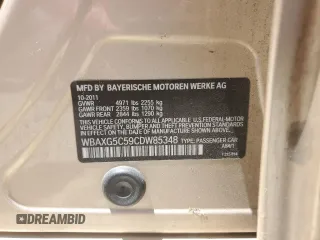 MFD. BY BAYERISCHE MOTOREN WERKE AG
10-2011
GVWR 4971 lbs 2255 kg
GAWR FRONT 2359 lbs 1070 kg
GAWR REAR 2844 lbs 1290 kg
THIS VEHICLE CONFORMS TO ALL APPLICABLE U.S. FEDERAL-MOTOR-
VEHICLE SAFETY, BUMPER, AND THEFT PREVENTION STANDARDS
IN EFFECT ON THE DATE OF MANUFACTURE SHOWN ABOVE.
WBAXG5C59CDW85348 TYPE: PASSENGER CAR
DREAMBID